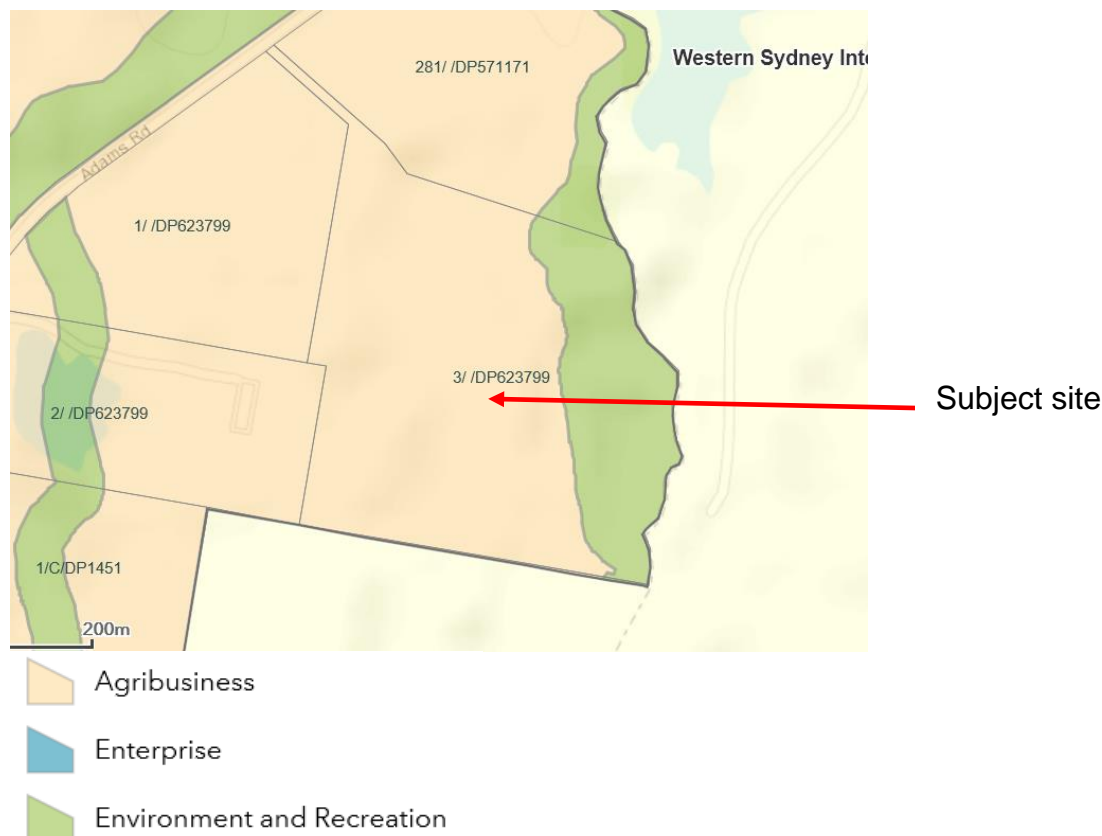 Western Sydney Inte
281/ /DP571171
Adams Rd
1/ /DP623799
3/ /DP623799
Subject site
2/ /DP623799
1/C/DP1451
200m
Agribusiness
Enterprise
Environment and Recreation